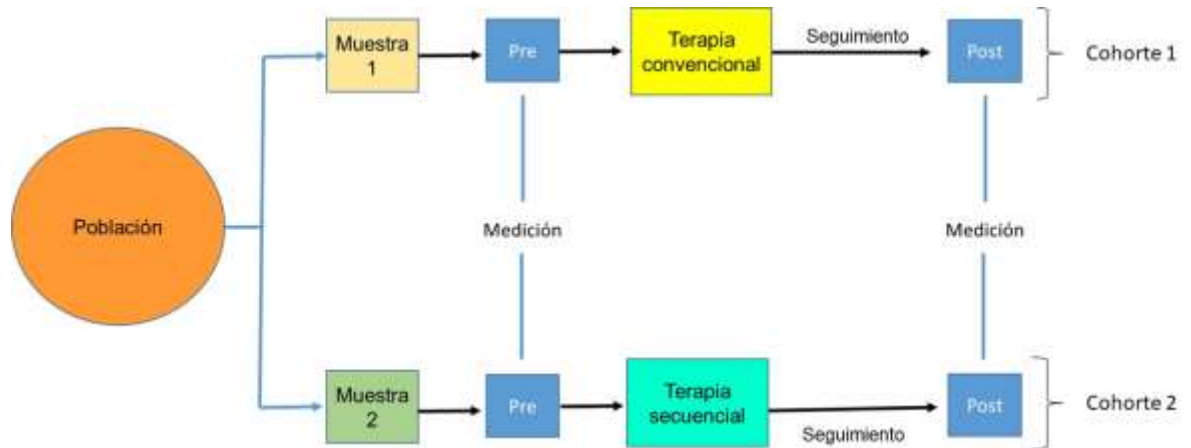 Muestra
1
Pre
Terapia
convencional
Seguimiento
Post
Cohorte 1
Población
Medición
Medición
Muestra
2
Pre
Terapia
secuencial
Seguimiento
Post
Cohorte 2